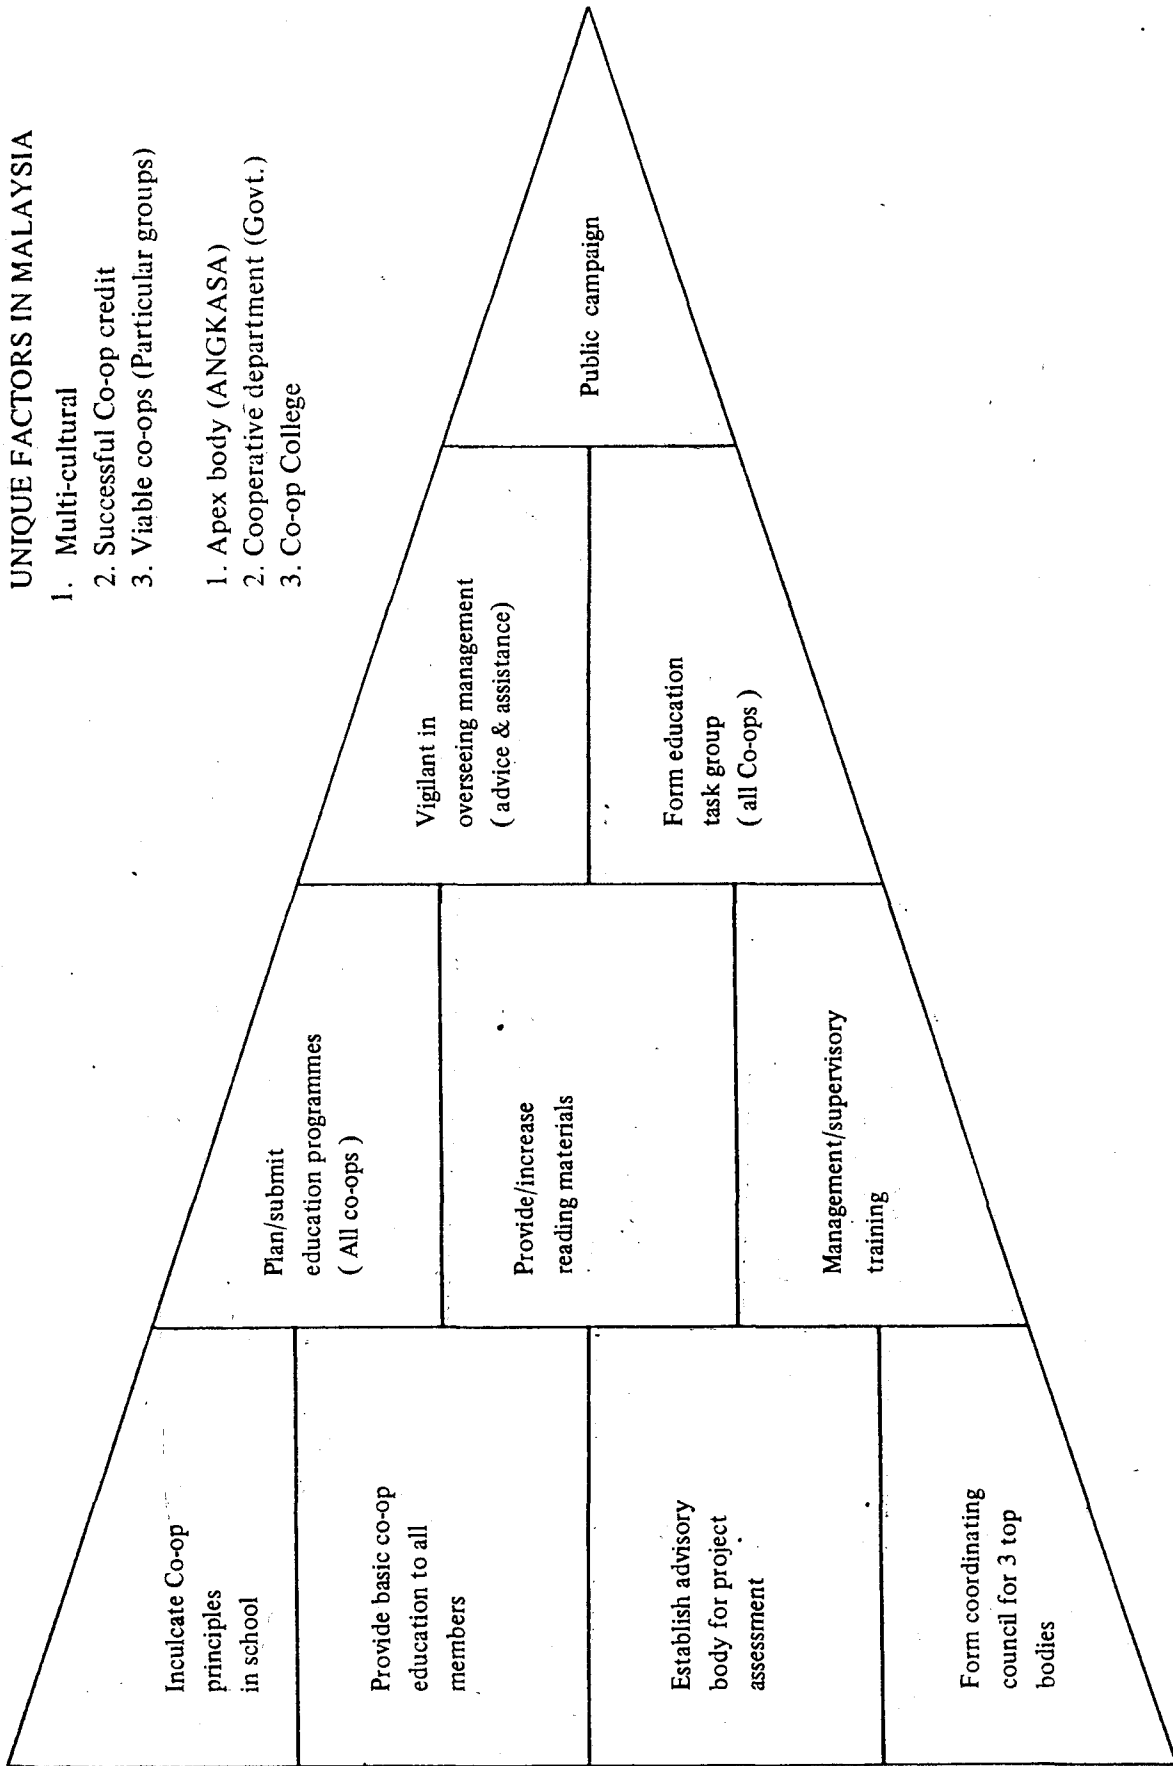 UNIQUE FACTORS IN MALAYSIA
1. Multi-cultural
2. Successful Co-op credit
3. Viable co-ops (Particular groups)
1. Apex body (ANGKASA)
2. Cooperative department (Govt.)
3. Co-op College
Public campaign
Vigilant in
overseeing management
( advice & assistance)
Form education
task group
( all Co-ops )
Plan/submit
education programmes
( All co-ops )
Provide/increase
reading materials
Management/supervisory
training
Inculcate Co-op
principles
in school
Provide basic co-op
education to all
members
Establish advisory
body for project
assessment
Form coordinating
council for 3 top
bodies